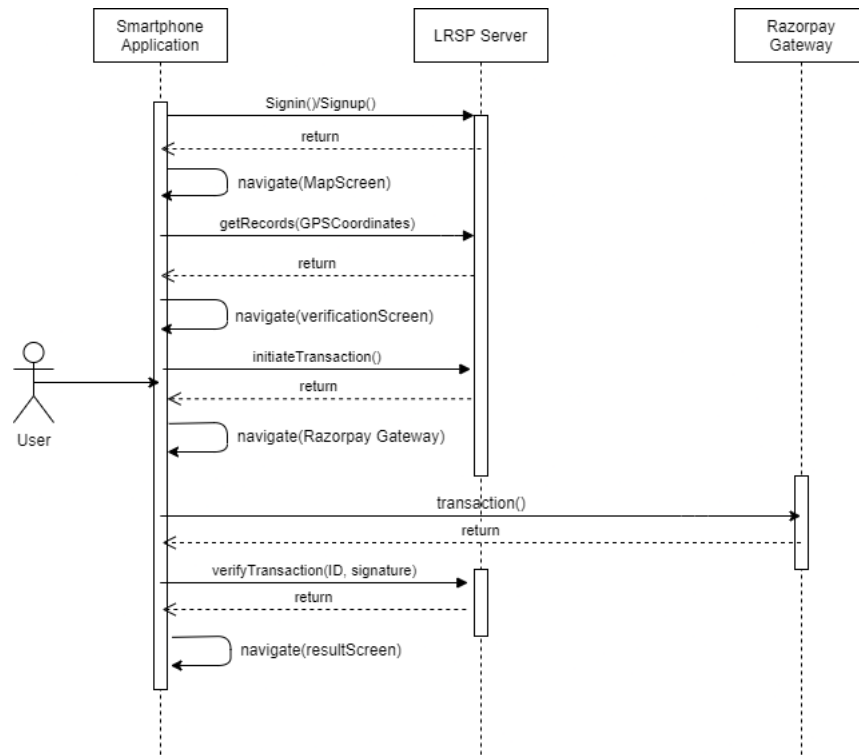 Smartphone
Application
LRSP Server
Razorpay
Gateway
Signin()/Signup()
return
navigate(MapScreen)
getRecords(GPSCoordinates)
return
navigate(verificationScreen)
initiateTransaction()
return
User
navigate(Razorpay Gateway)
transaction()
return
verifyTransaction(ID, signature)
return
navigate(resultScreen)